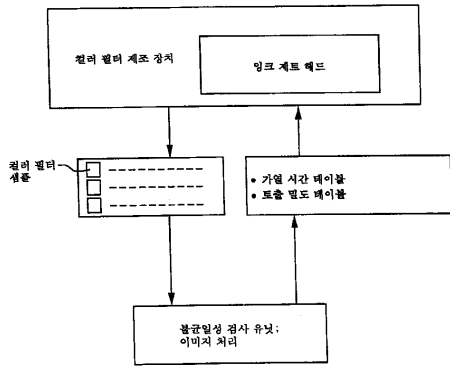 컬러 필터 제조 장치
잉크 제트 헤드
컬러 필터
샘플
• 가열 시간 테이블
• 토출 밀도 테이블
불균일성 검사 유닛;
이미지 처리